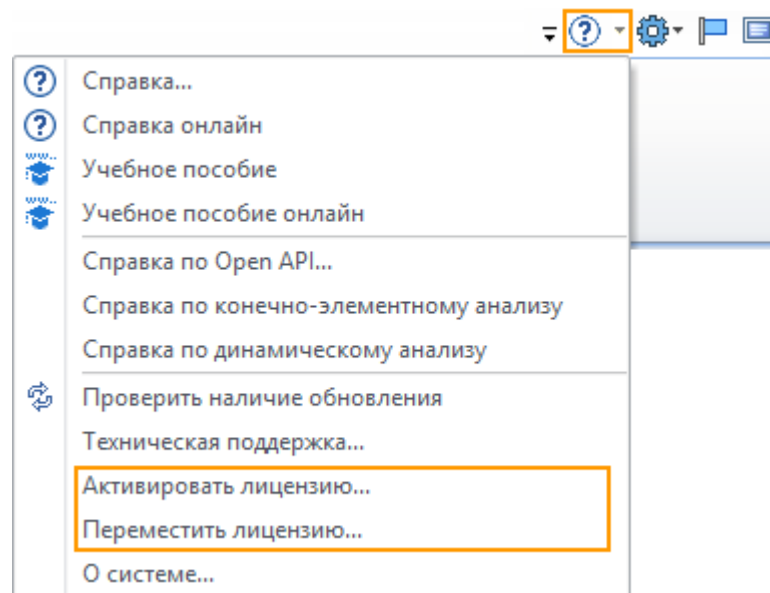 Справка...
Справка онлайн
Учебное пособие
Учебное пособие онлайн
Справка по Open API...
Справка по конечно-элементному анализу
Справка по динамическому анализу
Проверить наличие обновления
Техническая поддержка...
Активировать лицензию...
Переместить лицензию...
О системе...